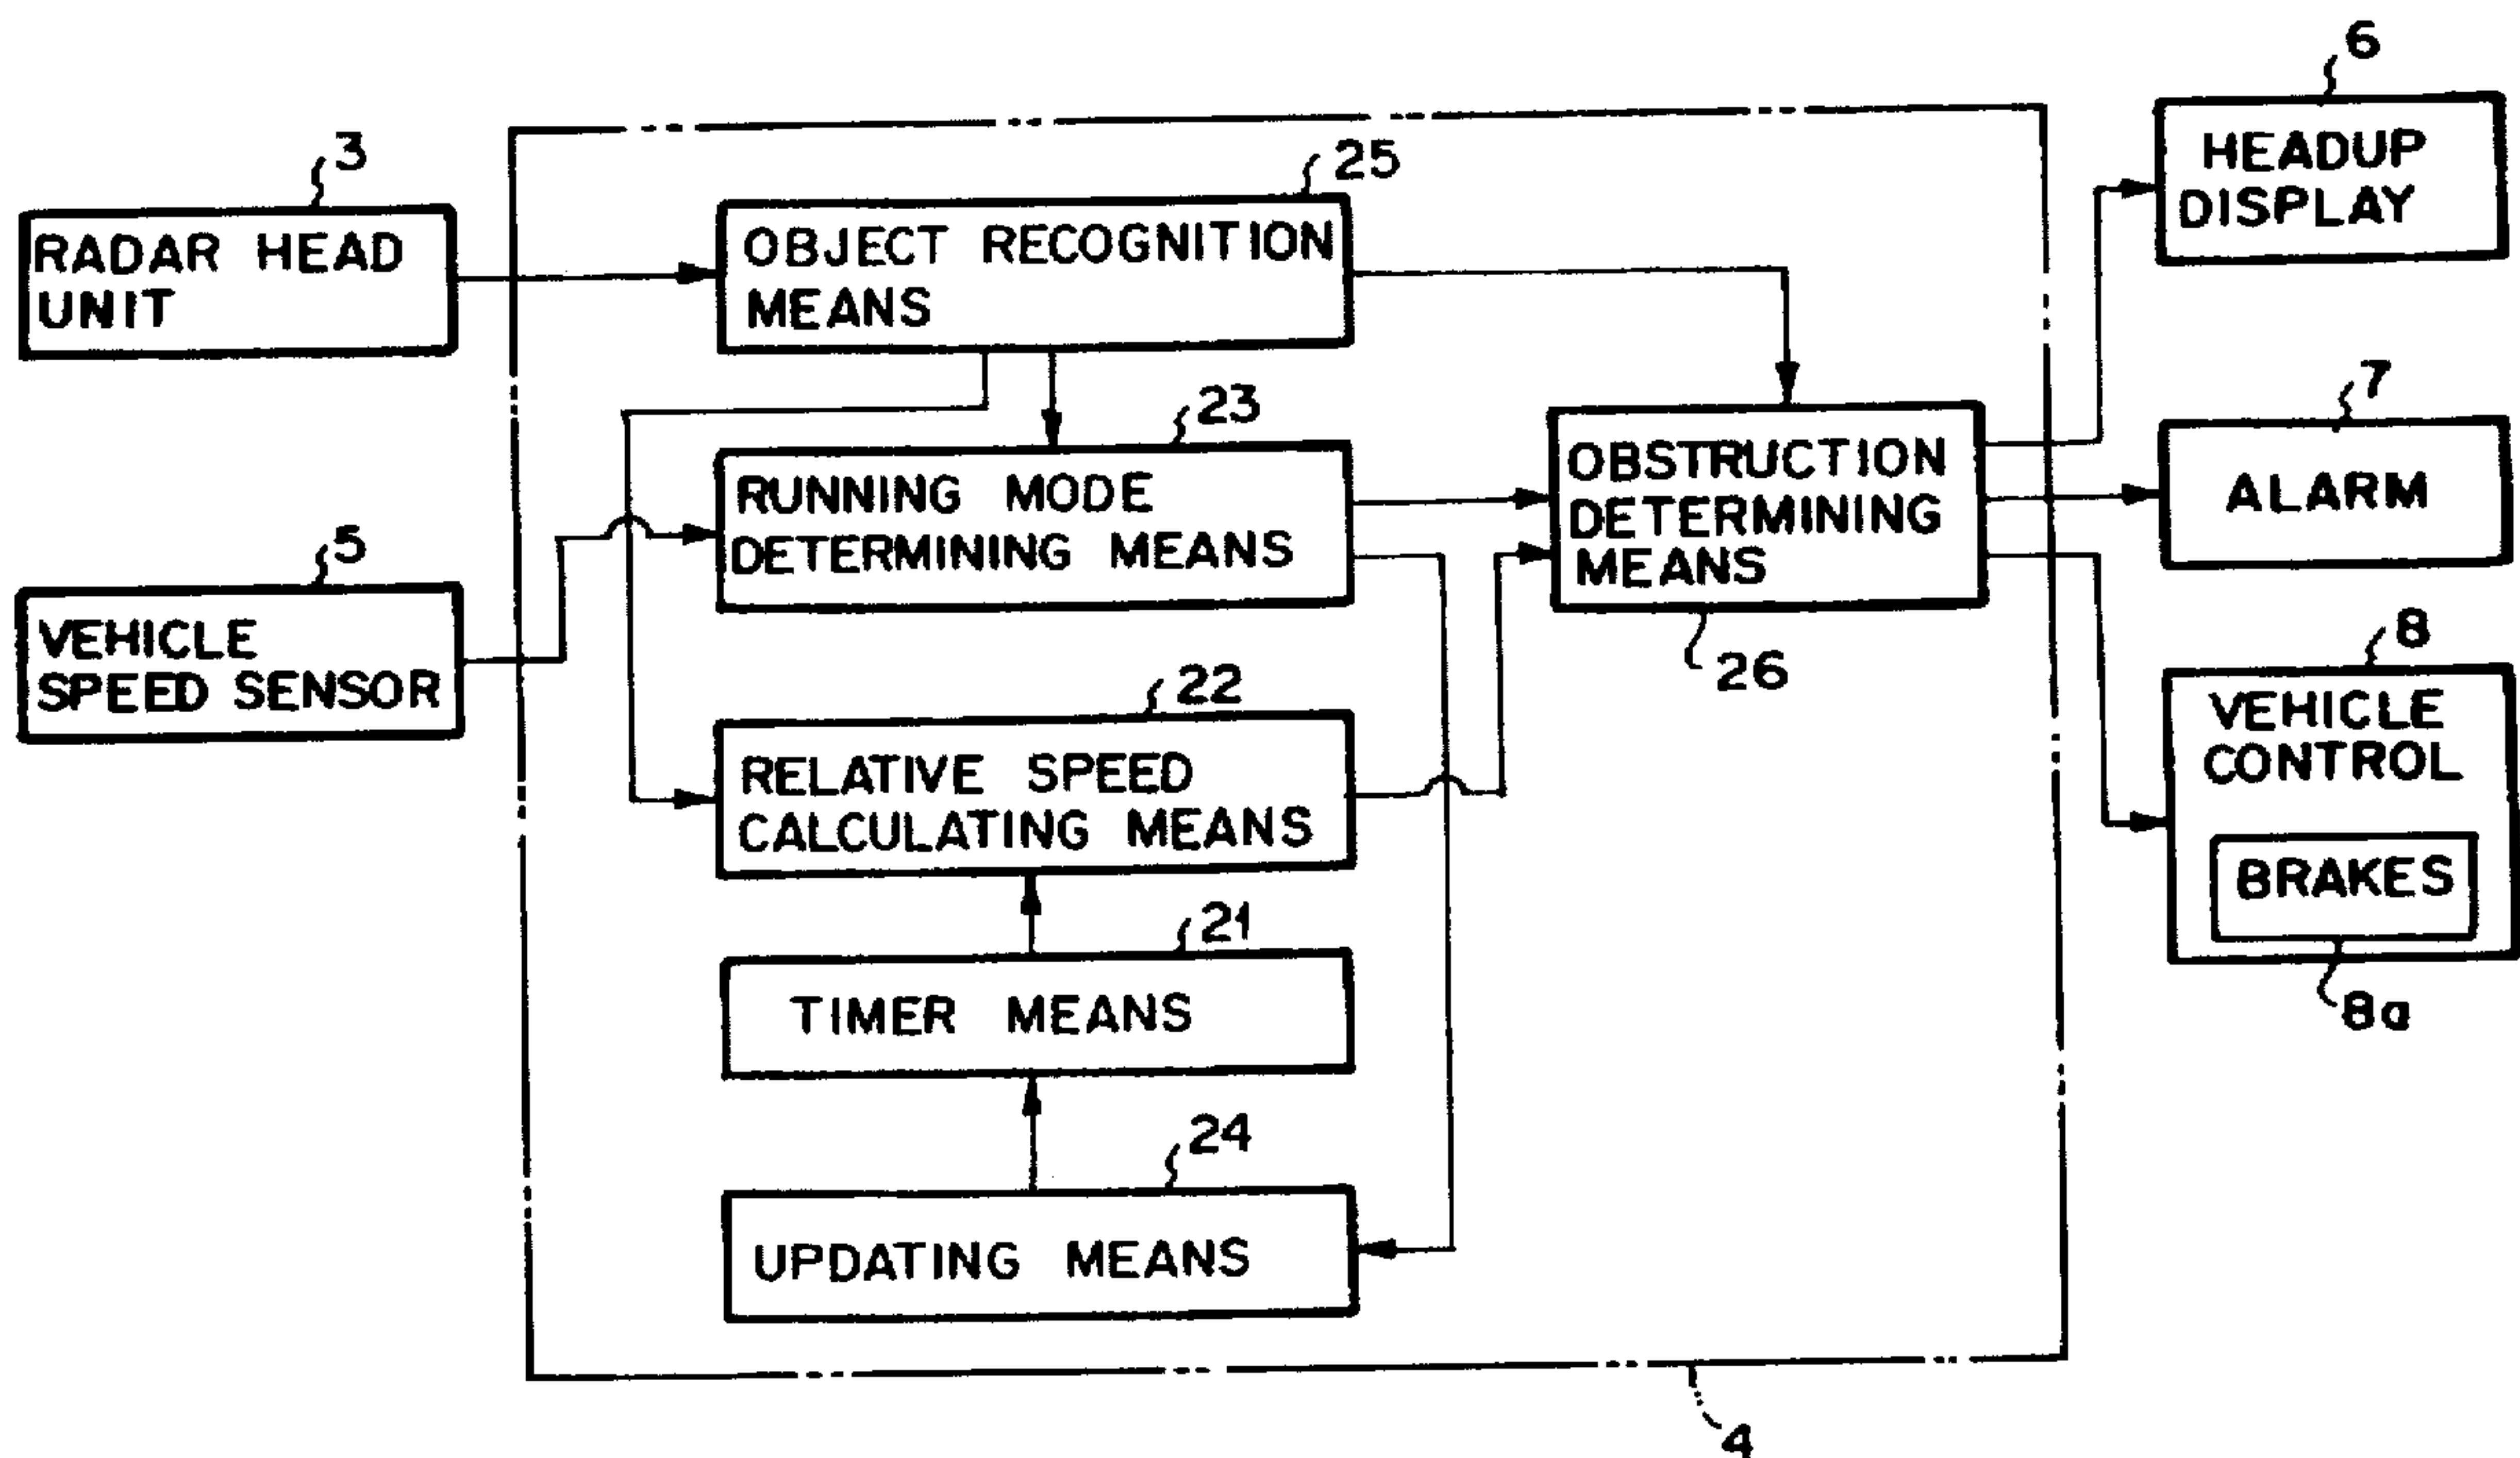 6
HEADUP
DISPLAY
3
RADAR HEAD
UNIT
25
OBJECT RECOGNITION
MEANS
7
ALARM
23
RUNNING MODE
DETERMINING MEANS
OBSTRUCTION
DETERMINING
MEANS
26
5
VEHICLE
SPEED SENSOR
8
VEHICLE
CONTROL
BRAKES
8a
22
RELATIVE SPEED
CALCULATING MEANS
21
TIMER MEANS
24
UPDATING MEANS
4